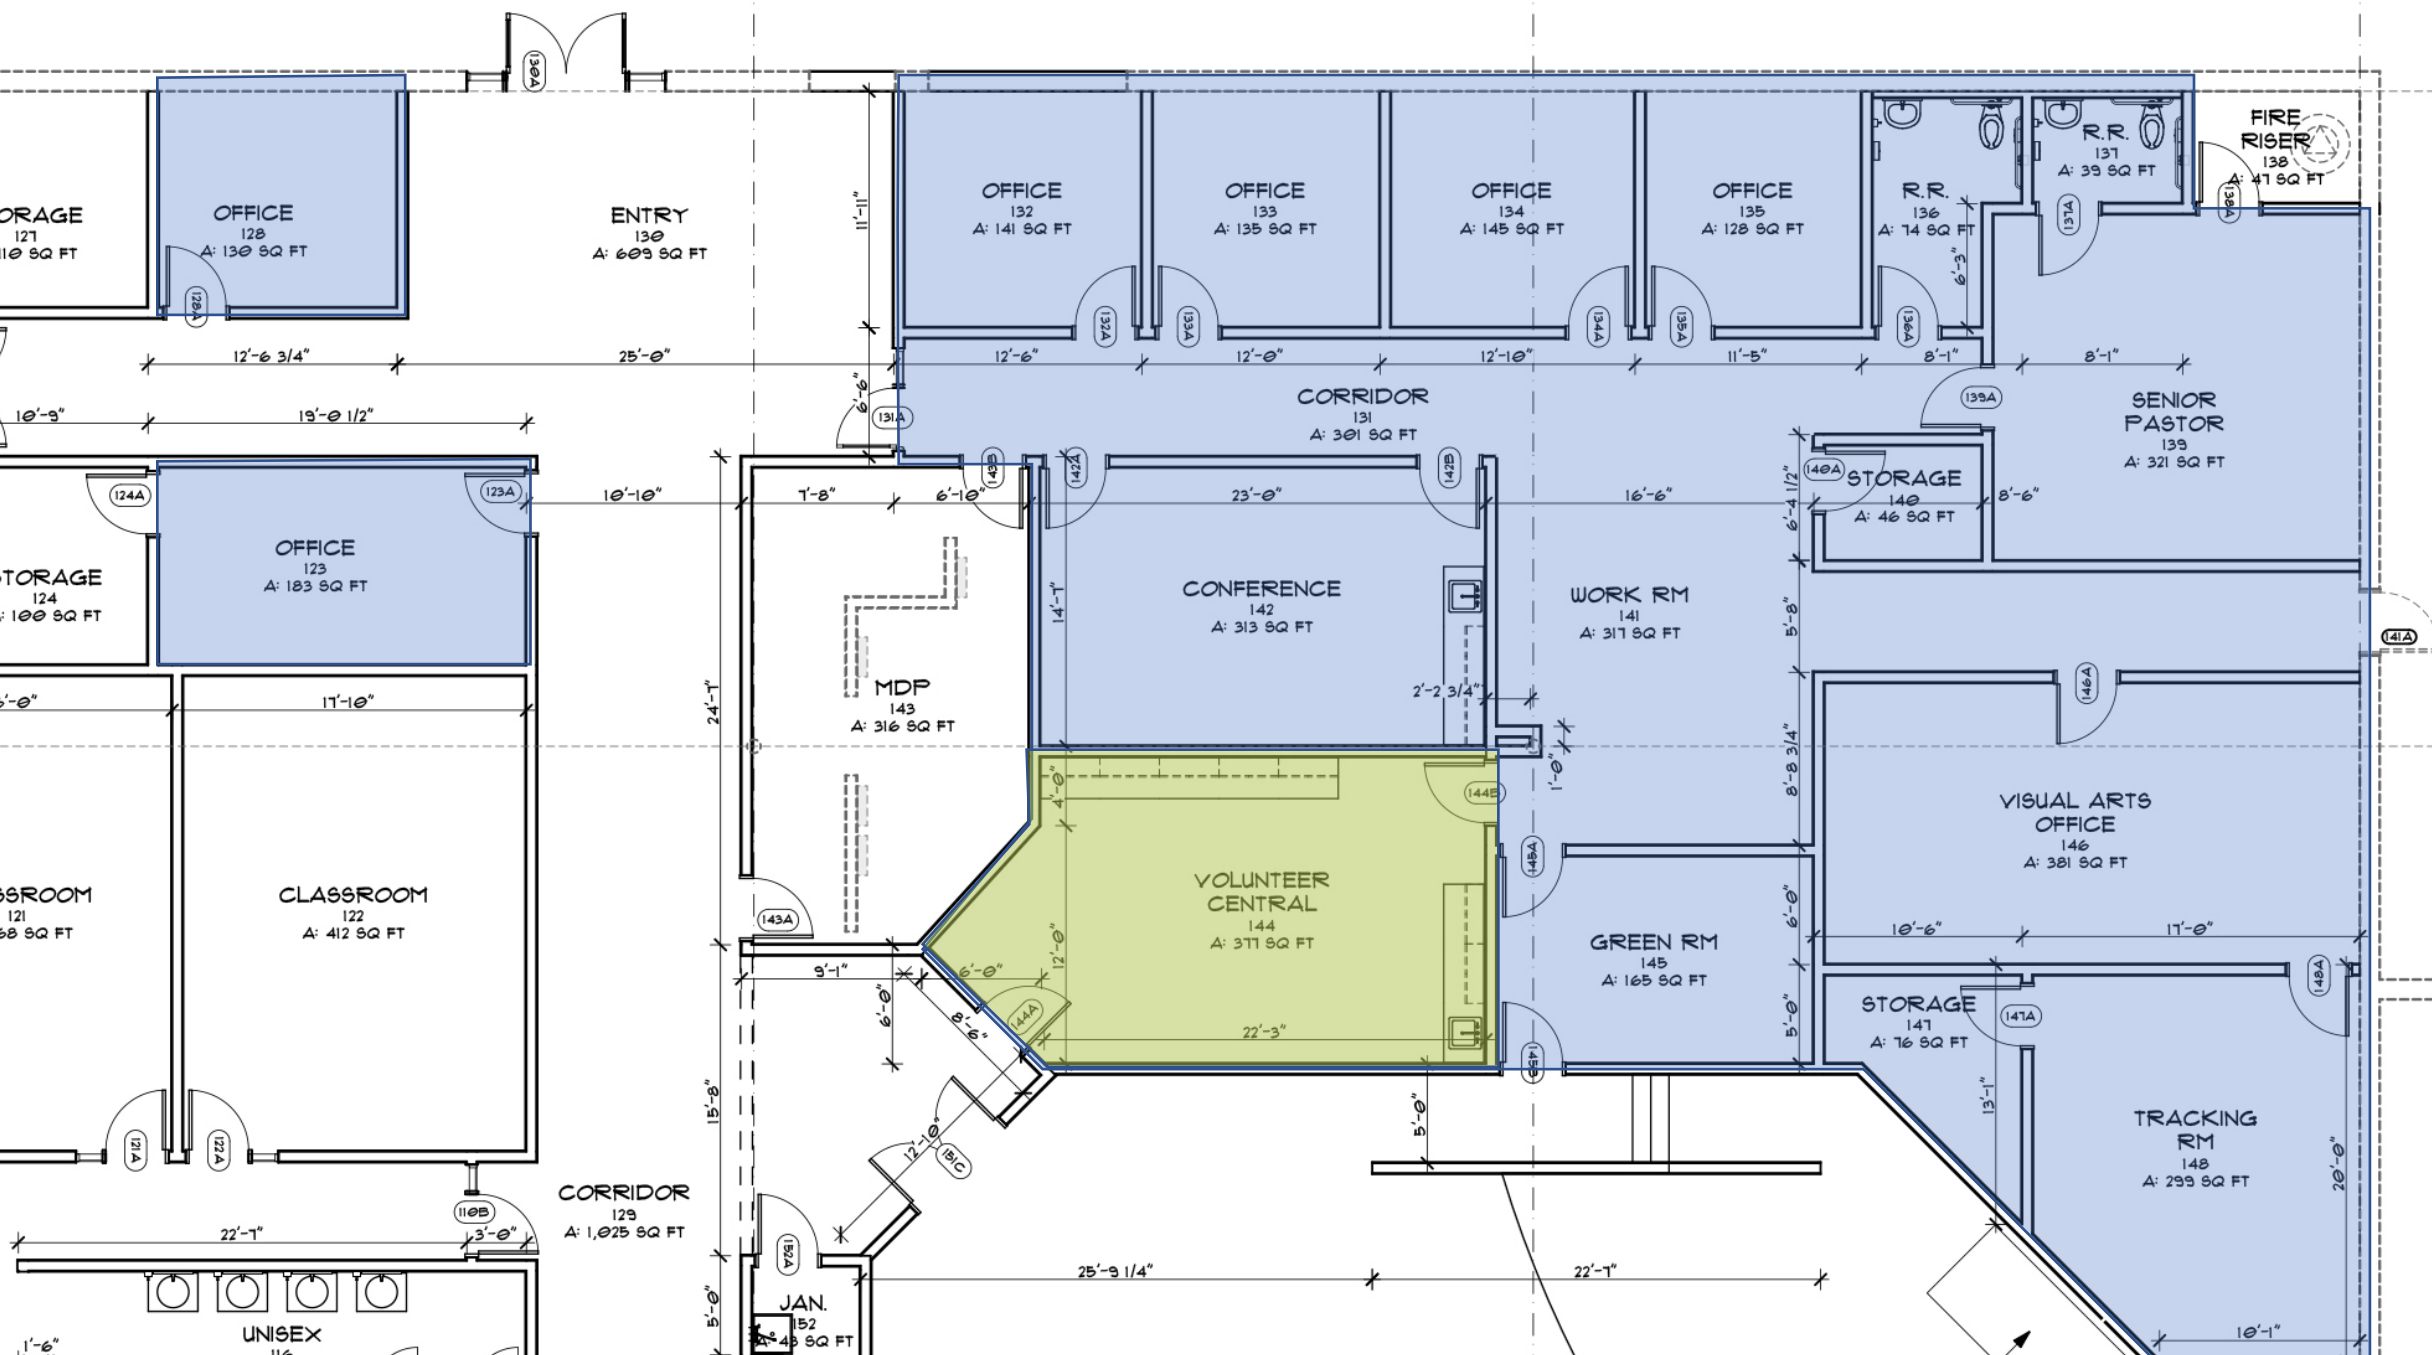 130A
ORAGE
127
110 SQ FT
OFFICE
128
A: 130 SQ FT
128A
ENTRY
130
A: 609 SQ FT
11'-11"
OFFICE
132
A: 141 SQ FT
OFFICE
133
A: 135 SQ FT
OFFICE
134
A: 145 SQ FT
OFFICE
135
A: 128 SQ FT
R.R.
136
A: 74 SQ FT
R.R.
137
A: 39 SQ FT
FIRE
RISER
138
A: 47 SQ FT
138A
137A
6'-3"
132A
133A
134A
135A
136A
12'-6 3/4"
25'-0"
12'-6"
12'-0"
12'-10"
11'-5"
8'-1"
8'-1"
10'-9"
19'-0 1/2"
6'-6"
131A
CORRIDOR
131
A: 301 SQ FT
139A
SENIOR
PASTOR
139
A: 321 SQ FT
124A
123A
143B
142A
142B
140A
STORAGE
140
A: 46 SQ FT
10'-10"
7'-8"
6'-10"
23'-0"
16'-6"
6'-4 1/2"
8'-6"
OFFICE
123
A: 183 SQ FT
TORAGE
124
: 100 SQ FT
14'-7"
CONFERENCE
142
A: 313 SQ FT
WORK RM
141
A: 317 SQ FT
5'-8"
141A
MDP
143
A: 316 SQ FT
24'-7"
2'-2 3/4"
146A
-0"
17'-10"
1'-0"
8'-8 3/4"
4'-0"
144B
VISUAL ARTS
OFFICE
146
A: 381 SQ FT
145A
SSROOM
121
68 SQ FT
CLASSROOM
122
A: 412 SQ FT
143A
VOLUNTEER
CENTRAL
144
A: 377 SQ FT
12'-0"
GREEN RM
145
A: 165 SQ FT
6'-0"
10'-6"
17'-0"
9'-1"
6'-0"
6'-0"
8'-6"
144A
22'-3"
145B
5'-0"
STORAGE
147
A: 76 SQ FT
147A
148A
15'-8"
5'-0"
13'-1"
121A
122A
12'-10"
151C
TRACKING
RM
148
A: 299 SQ FT
20'-0"
110B
CORRIDOR
129
A: 1,025 SQ FT
22'-7"
3'-0"
152A
25'-9 1/4"
22'-7"
5'-0"
JAN.
152
A: 43 SQ FT
UNISEX
1'-6"
10'-1"